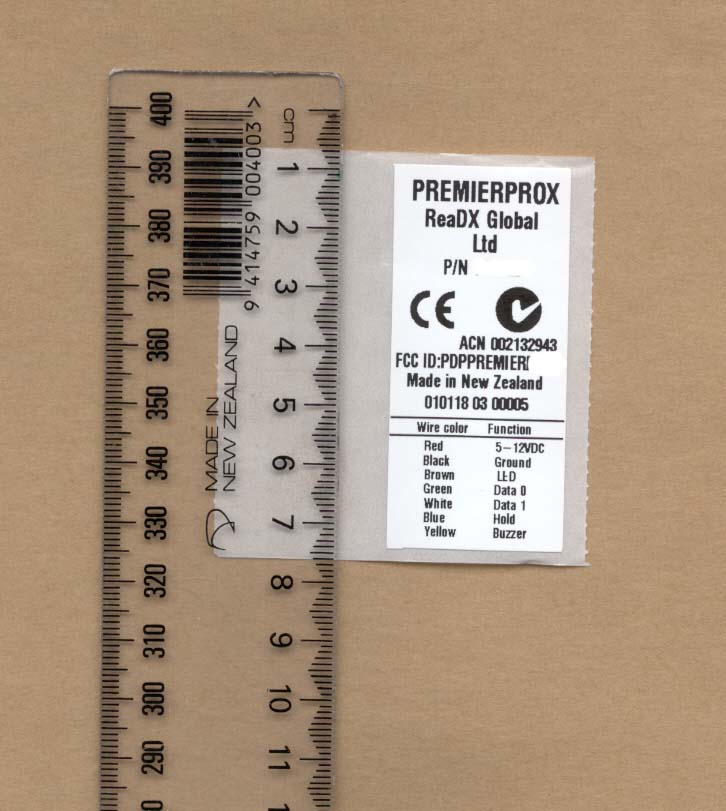 400
390
380
370
360
350
340
330
320
310
300
290
9 414759 004003 >
MADE IN
NEW ZEALAND
cm
1
2
3
4
5
6
7
8
9
10
11
PREMIERPROX
ReaDX Global
Ltd
P/N
CE
ACN 002132943
FCC ID:PDPPREMIER
Made in New Zealand
010118 03 00005
Wire color Function
Red 5-12VDC
Black Ground
Brown LED
Green Data 0
White Data 1
Blue Hold
Yellow Buzzer